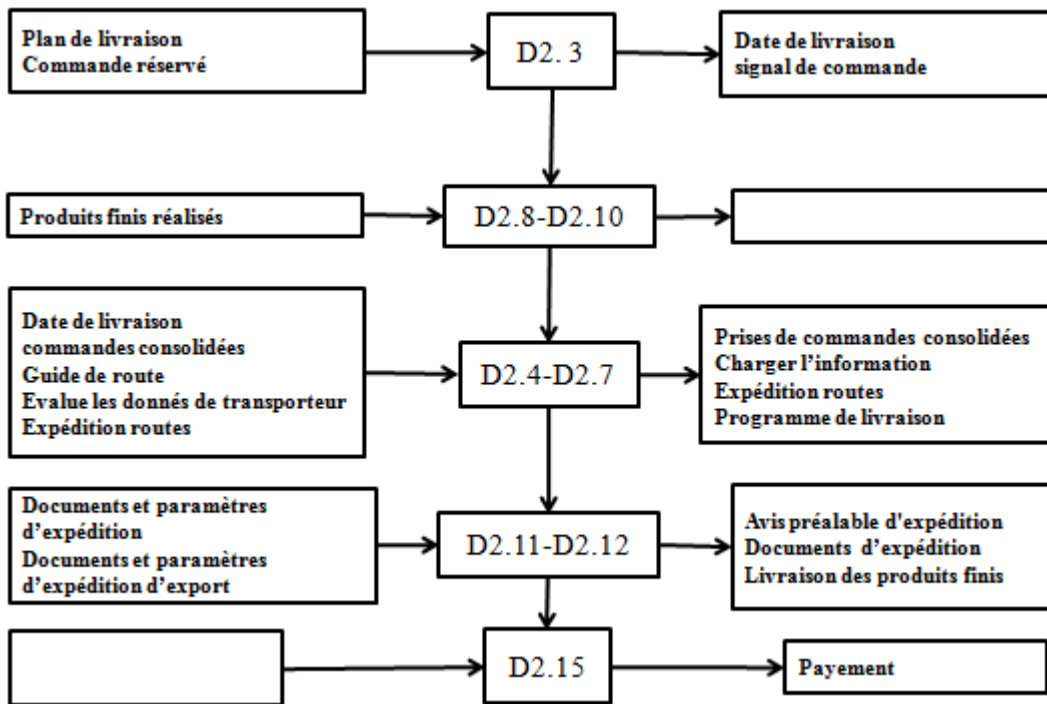 Plan de livraison
Commande réservé
D2. 3
Date de livraison
signal de commande
Produits finis réalisés
D2.8-D2.10
Date de livraison
commandes consolidées
Guide de route
Evalue les donnés de transporteur
Expédition routes
D2.4-D2.7
Prises de commandes consolidées
Charger l'information
Expédition routes
Programme de livraison
Documents et paramètres
d'expédition
Documents et paramètres
d'expédition d'export
D2.11-D2.12
Avis préalable d'expédition
Documents d'expédition
Livraison des produits finis
D2.15
Payement